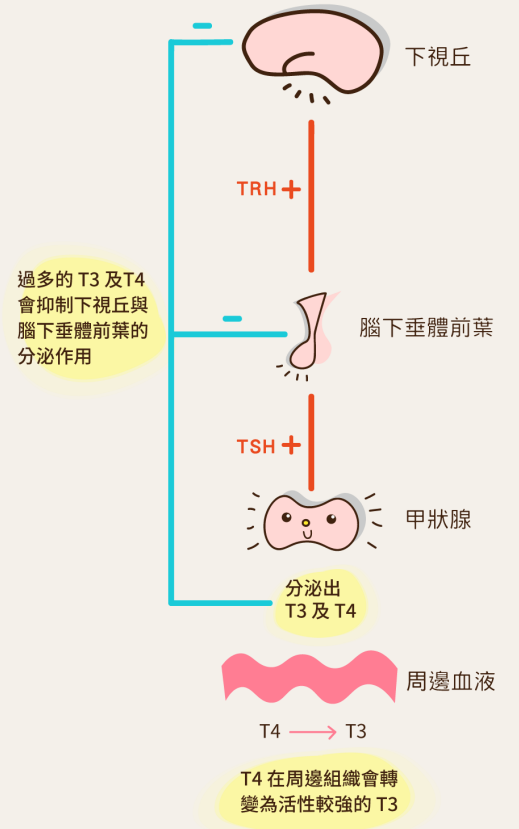 下視丘
TRH +
過多的 T3 及T4
會抑制下視丘與
腦下垂體前葉的
分泌作用
腦下垂體前葉
TSH +
甲狀腺
分泌出
T3 及 T4
周邊血液
T4 → T3
T4 在周邊組織會轉
變為活性較強的 T3